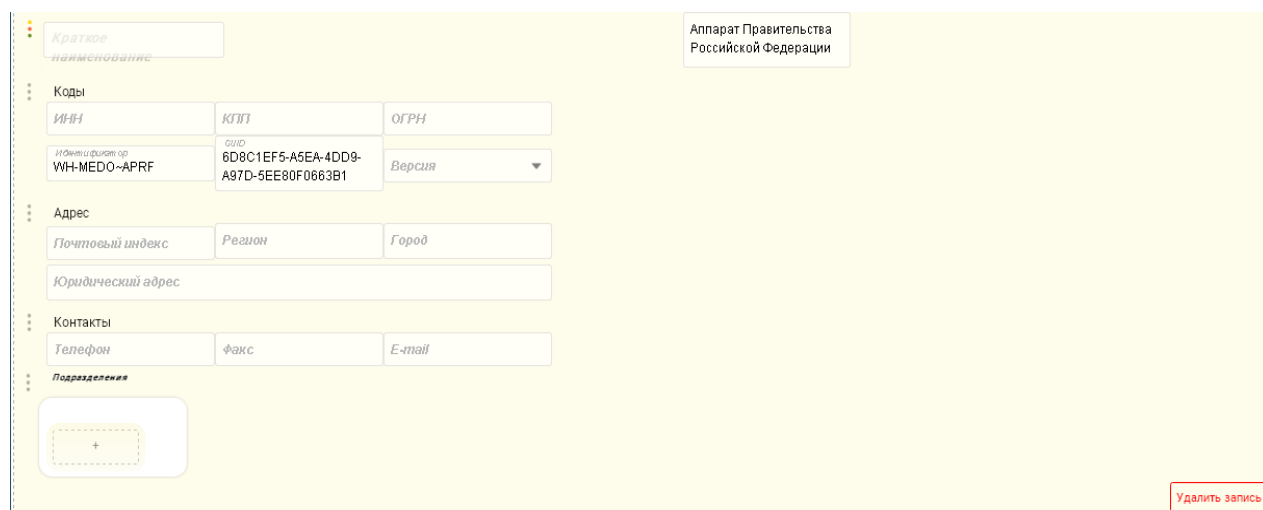 Краткое
наименование
Аппарат Правительства
Российской Федерации
Коды
ИНН
КПП
ОГРН
Идентификатор
WH-MEDO~APRF
GUID
6D8C1EF5-A5EA-4DD9-
A97D-5EE80F0663B1
Версия
Адрес
Почтовый индекс
Регион
Город
Юридический адрес
Контакты
Телефон
Факс
E-mail
Подразделения
+
Удалить запись